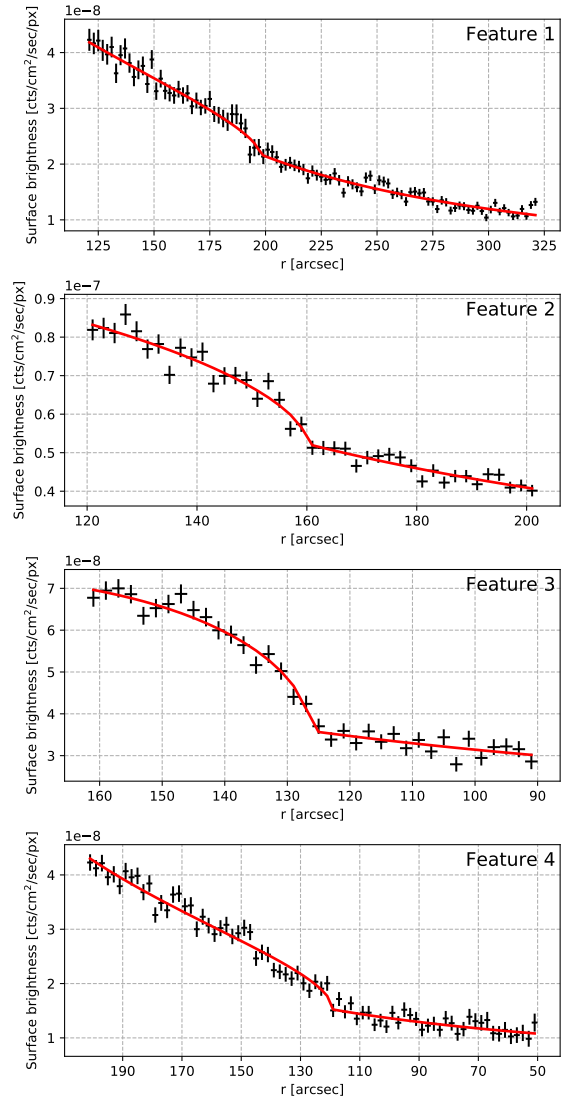 1e−8
Feature 1
Surface brightness [cts/cm²/sec/px]
4
3
2
1
125 150 175 200 225 250 275 300 325
r [arcsec]
1e−7
Feature 2
Surface brightness [cts/cm²/sec/px]
0.9
0.8
0.7
0.6
0.5
0.4
120 140 160 180 200
r [arcsec]
1e−8
Feature 3
Surface brightness [cts/cm²/sec/px]
7
6
5
4
3
160 150 140 130 120 110 100 90
r [arcsec]
1e−8
Feature 4
Surface brightness [cts/cm²/sec/px]
4
3
2
1
190 170 150 130 110 90 70 50
r [arcsec]